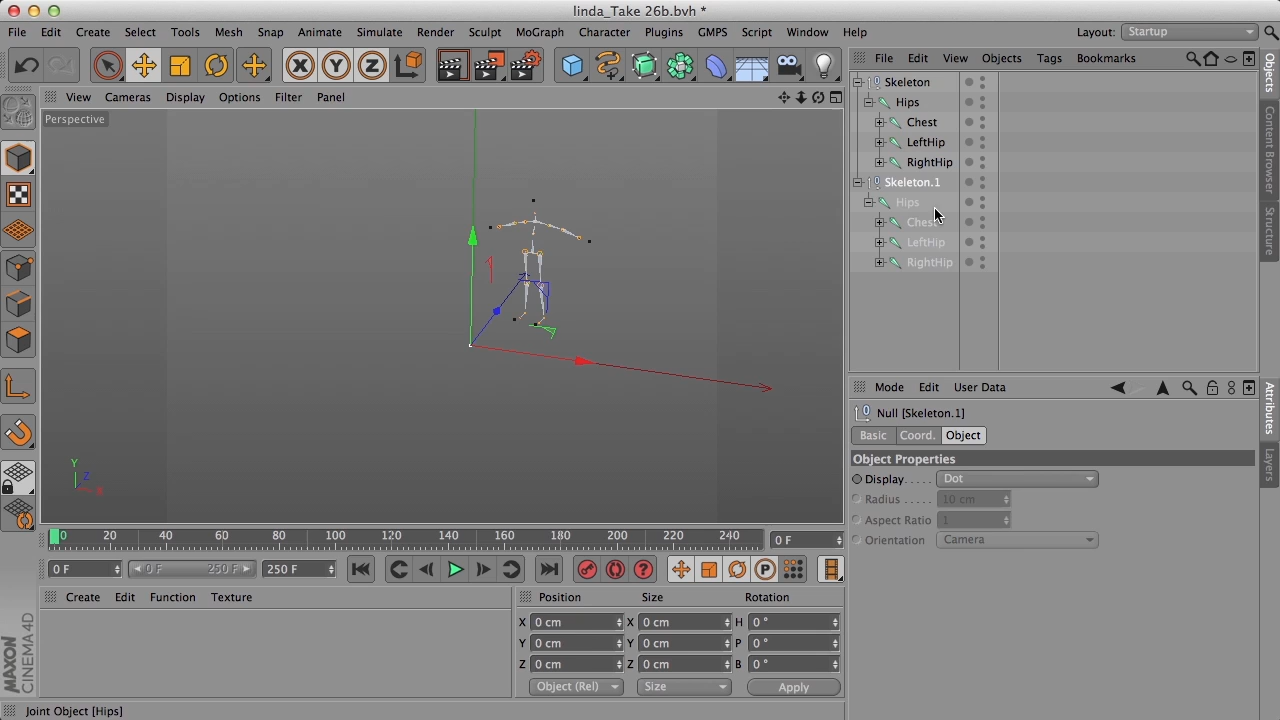 linda_Take 26b.bvh *
File Edit Create Select Tools Mesh Snap Animate Simulate Render Sculpt MoGraph Character Plugins GMPS Script Window Help
Layout: Startup
X Y Z
File Edit View Objects Tags Bookmarks
View Cameras Display Options Filter Panel
Perspective
Skeleton
Hips
Chest
LeftHip
RightHip
Skeleton.1
Hips
Chest
LeftHip
RightHip
Objects
Content Browser
Structure
Mode Edit User Data
Null [Skeleton.1]
Basic Coord. Object
Object Properties
Display Dot
Radius 10 cm
Aspect Ratio 1
Orientation Camera
Attributes
Layers
Y
Z
X
0 20 40 60 80 100 120 140 160 180 200 220 240
0 F
0 F 0 F 250 F 250 F
P
Create Edit Function Texture
Position Size Rotation
X 0 cm X 0 cm H 0 °
Y 0 cm Y 0 cm P 0 °
Z 0 cm Z 0 cm B 0 °
Object (Rel) Size Apply
MAXON
CINEMA 4D
Joint Object [Hips]